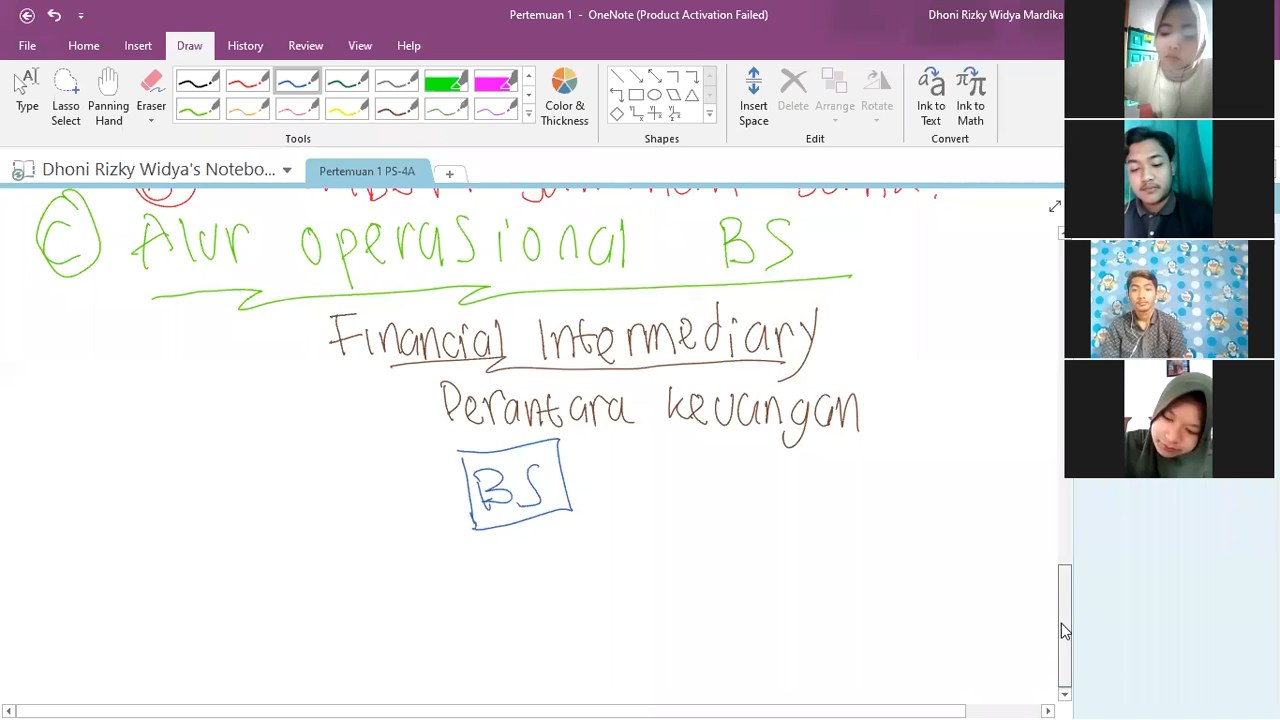 Pertemuan 1 - OneNote (Product Activation Failed)
Dhoni Rizky Widya Mardika
File Home Insert Draw History Review View Help
Type
Lasso Select
Panning Hand
Eraser
Color & Thickness
Insert Space
Delete
Arrange
Rotate
Ink to Text
Ink to Math
Tools
Shapes
Edit
Convert
Dhoni Rizky Widya's Notebo...
Pertemuan 1 PS-4A
C Alur operasional BS
Financial Intermediary
Perantara keuangan
BS